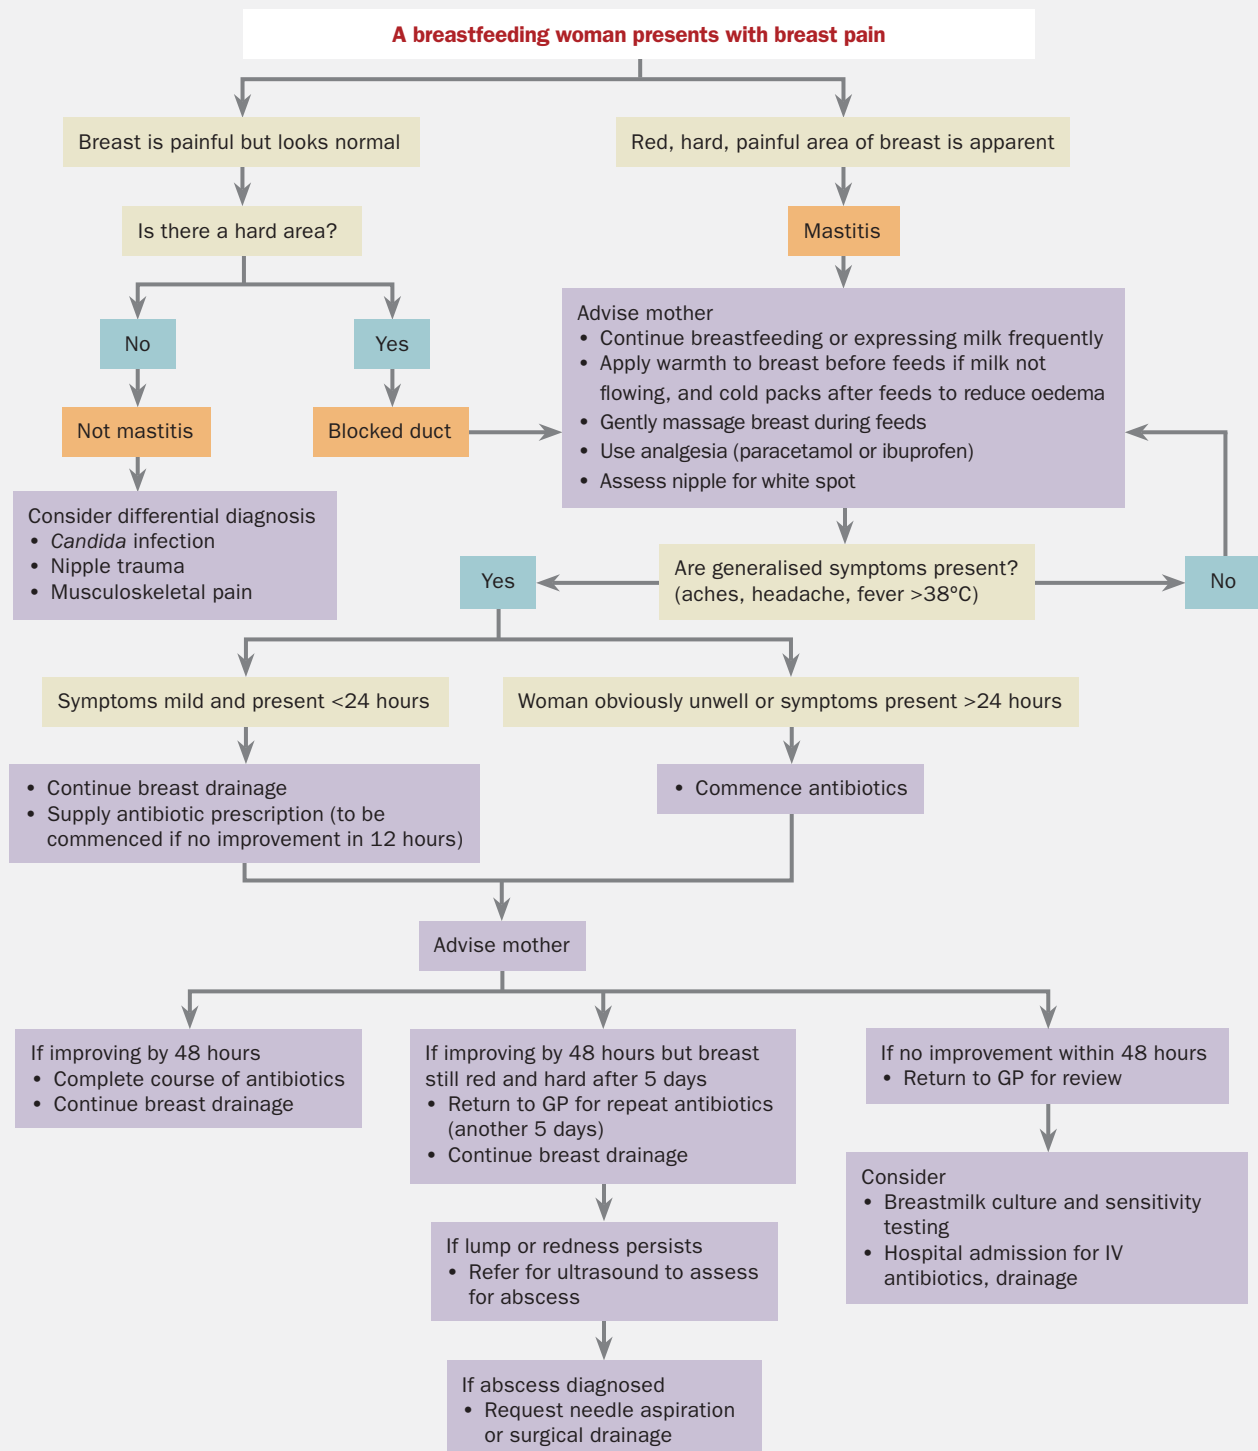 A breastfeeding woman presents with breast pain
Breast is painful but looks normal
Red, hard, painful area of breast is apparent
Is there a hard area?
Mastitis
No
Yes
Not mastitis
Blocked duct
Advise mother
• Continue breastfeeding or expressing milk frequently
• Apply warmth to breast before feeds if milk not
flowing, and cold packs after feeds to reduce oedema
• Gently massage breast during feeds
• Use analgesia (paracetamol or ibuprofen)
• Assess nipple for white spot
Consider differential diagnosis
• Candida infection
• Nipple trauma
• Musculoskeletal pain
Yes
Are generalised symptoms present?
(aches, headache, fever >38°C)
No
Symptoms mild and present <24 hours
Woman obviously unwell or symptoms present >24 hours
• Continue breast drainage
• Supply antibiotic prescription (to be
commenced if no improvement in 12 hours)
• Commence antibiotics
Advise mother
If improving by 48 hours
• Complete course of antibiotics
• Continue breast drainage
If improving by 48 hours but breast
still red and hard after 5 days
• Return to GP for repeat antibiotics
(another 5 days)
• Continue breast drainage
If no improvement within 48 hours
• Return to GP for review
Consider
• Breastmilk culture and sensitivity
testing
• Hospital admission for IV
antibiotics, drainage
If lump or redness persists
• Refer for ultrasound to assess
for abscess
If abscess diagnosed
• Request needle aspiration
or surgical drainage